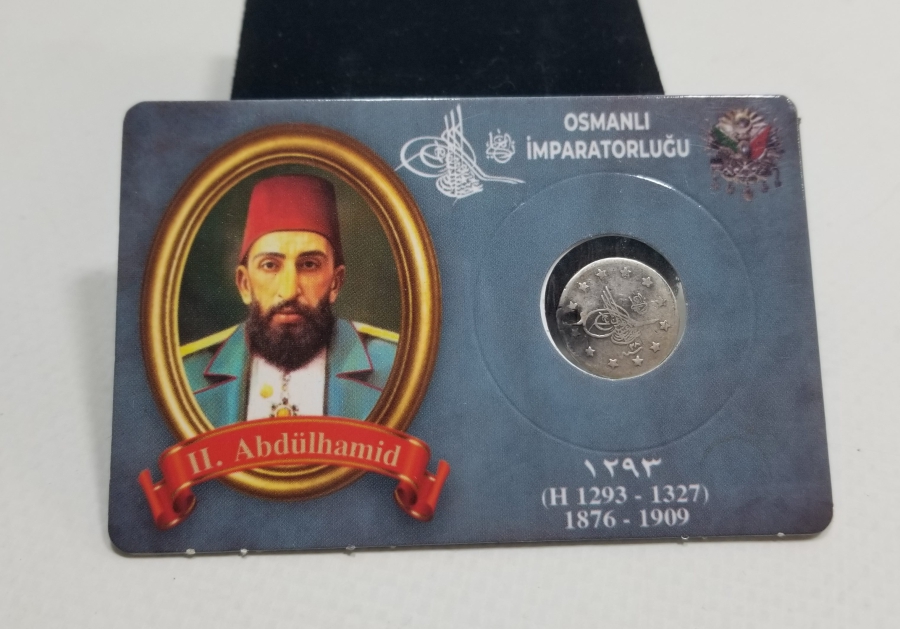 OSMANLI
İMPARATORLUĞU
II. Abdülhamid
١٢٩٣
(H 1293 - 1327)
1876 - 1909